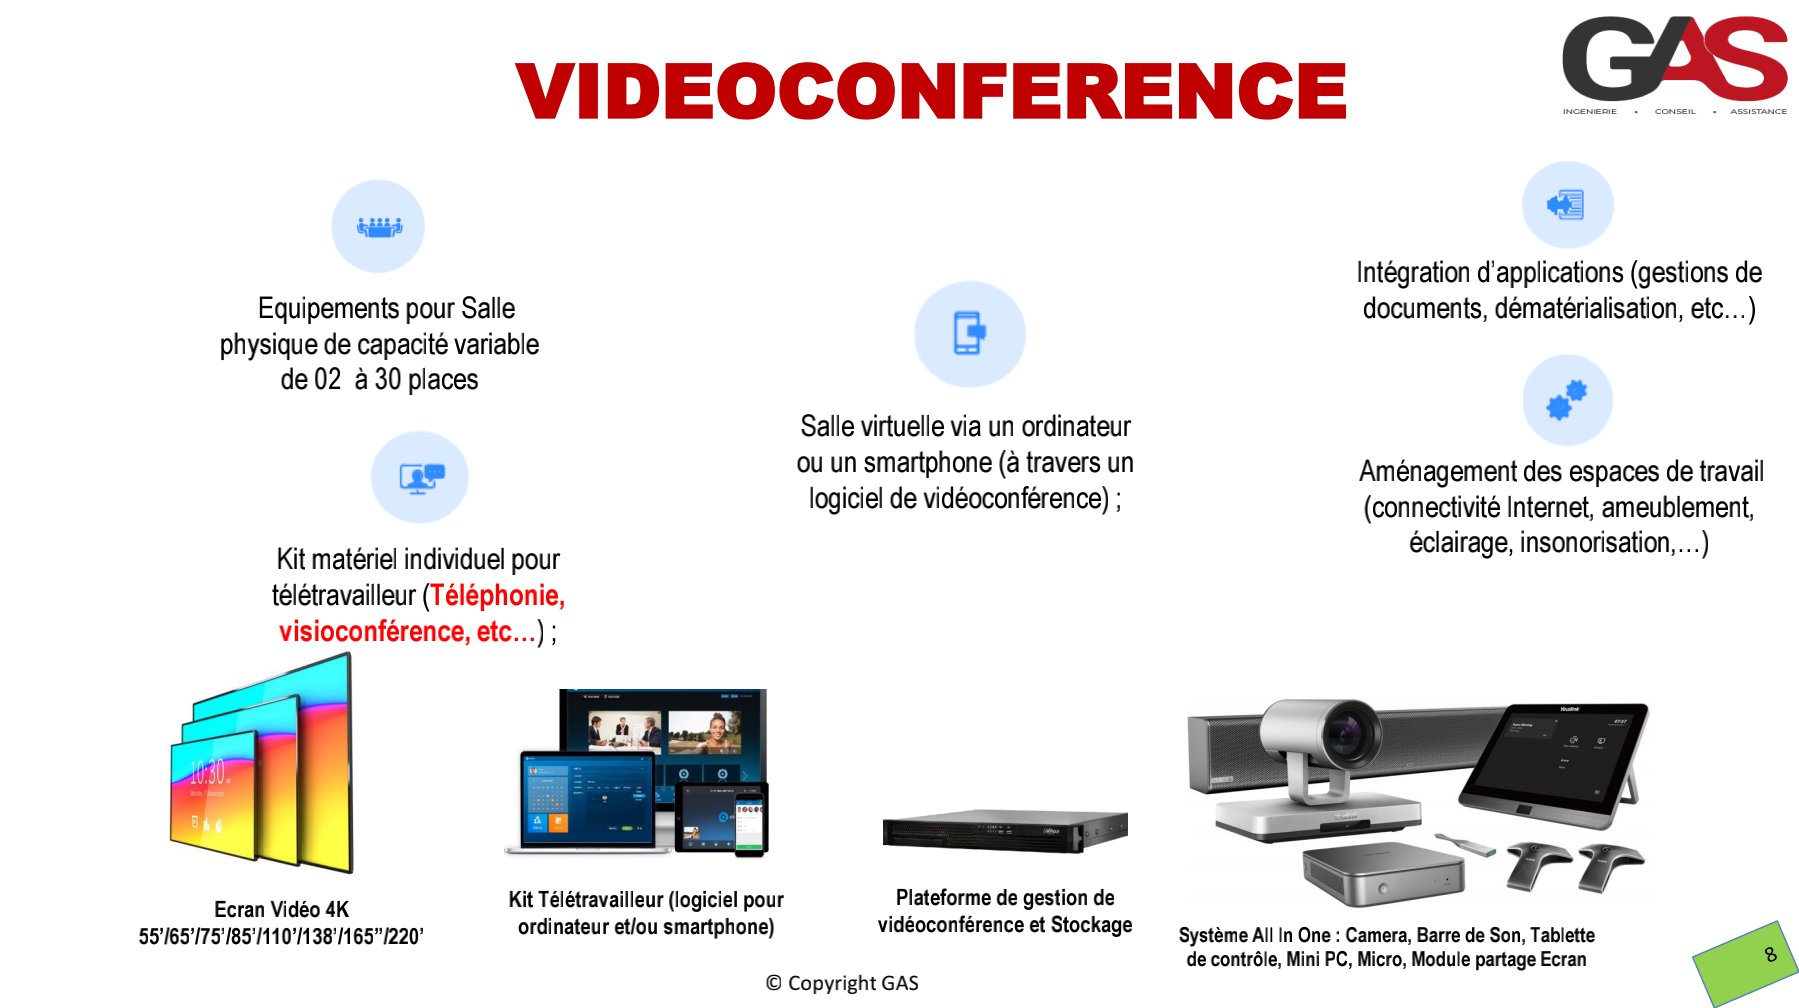 VIDEOCONFERENCE
GAS
INGENIERIE • CONSEIL • ASSISTANCE
Equipements pour Salle
physique de capacité variable
de 02 à 30 places
Kit matériel individuel pour
télétravailleur (Téléphonie,
visioconférence, etc…) ;
Salle virtuelle via un ordinateur
ou un smartphone (à travers un
logiciel de vidéoconférence) ;
Intégration d’applications (gestions de
documents, dématérialisation, etc…)
Aménagement des espaces de travail
(connectivité Internet, ameublement,
éclairage, insonorisation,…)
10:30
alhua
Yealink
07:37
Ecran Vidéo 4K
55’/65’/75’/85’/110’/138’/165’’/220’
Kit Télétravailleur (logiciel pour
ordinateur et/ou smartphone)
Plateforme de gestion de
vidéoconférence et Stockage
Système All In One : Camera, Barre de Son, Tablette
de contrôle, Mini PC, Micro, Module partage Ecran
© Copyright GAS
8